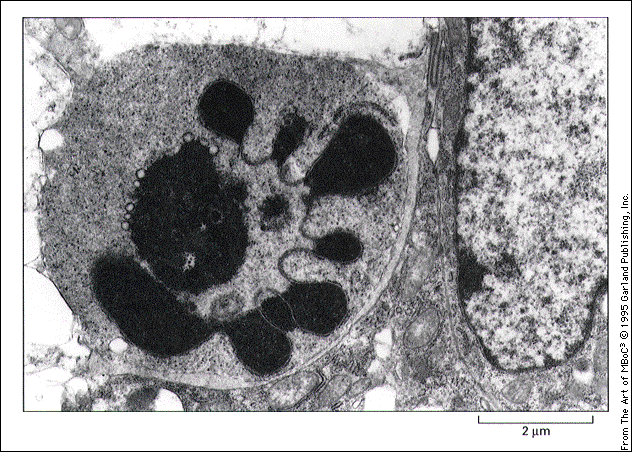 2 μm
From The Art of MBoC³ © 1995 Garland Publishing, Inc.